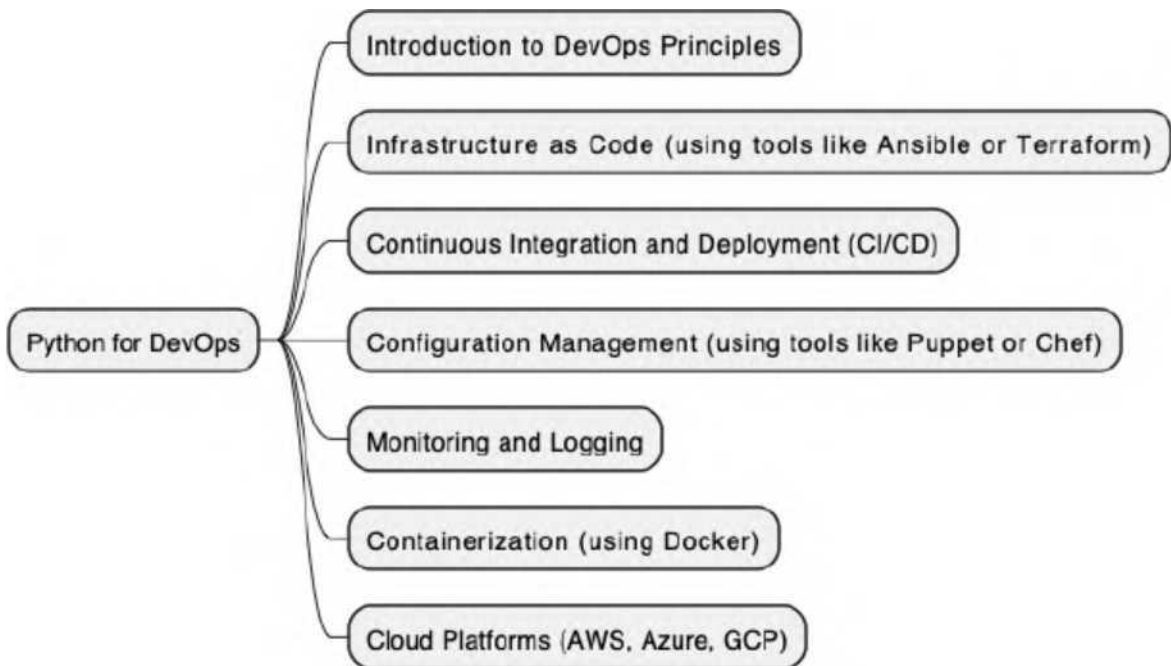 Introduction to DevOps Principles
Infrastructure as Code (using tools like Ansible or Terraform)
Continuous Integration and Deployment (CI/CD)
Python for DevOps
Configuration Management (using tools like Puppet or Chef)
Monitoring and Logging
Containerization (using Docker)
Cloud Platforms (AWS, Azure, GCP)